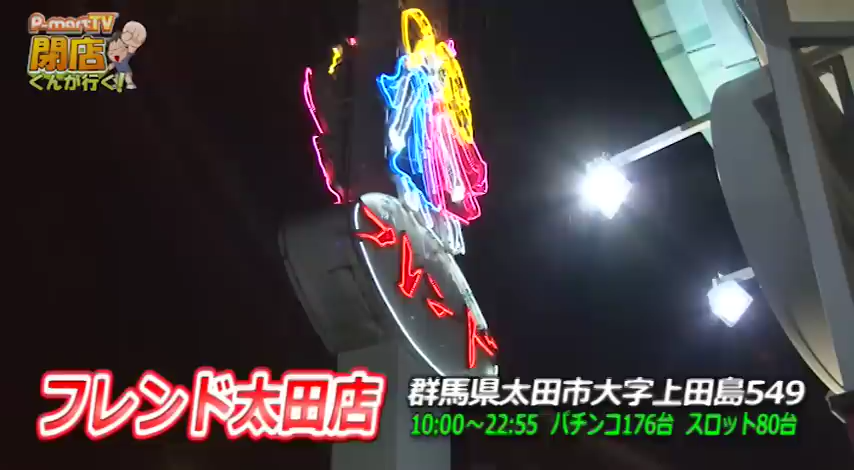 P-martTV
閉店
くんが行く!
フレンド
フレンド太田店
群馬県太田市大字上田島549
10:00～22:55 パチンコ176台 スロット80台